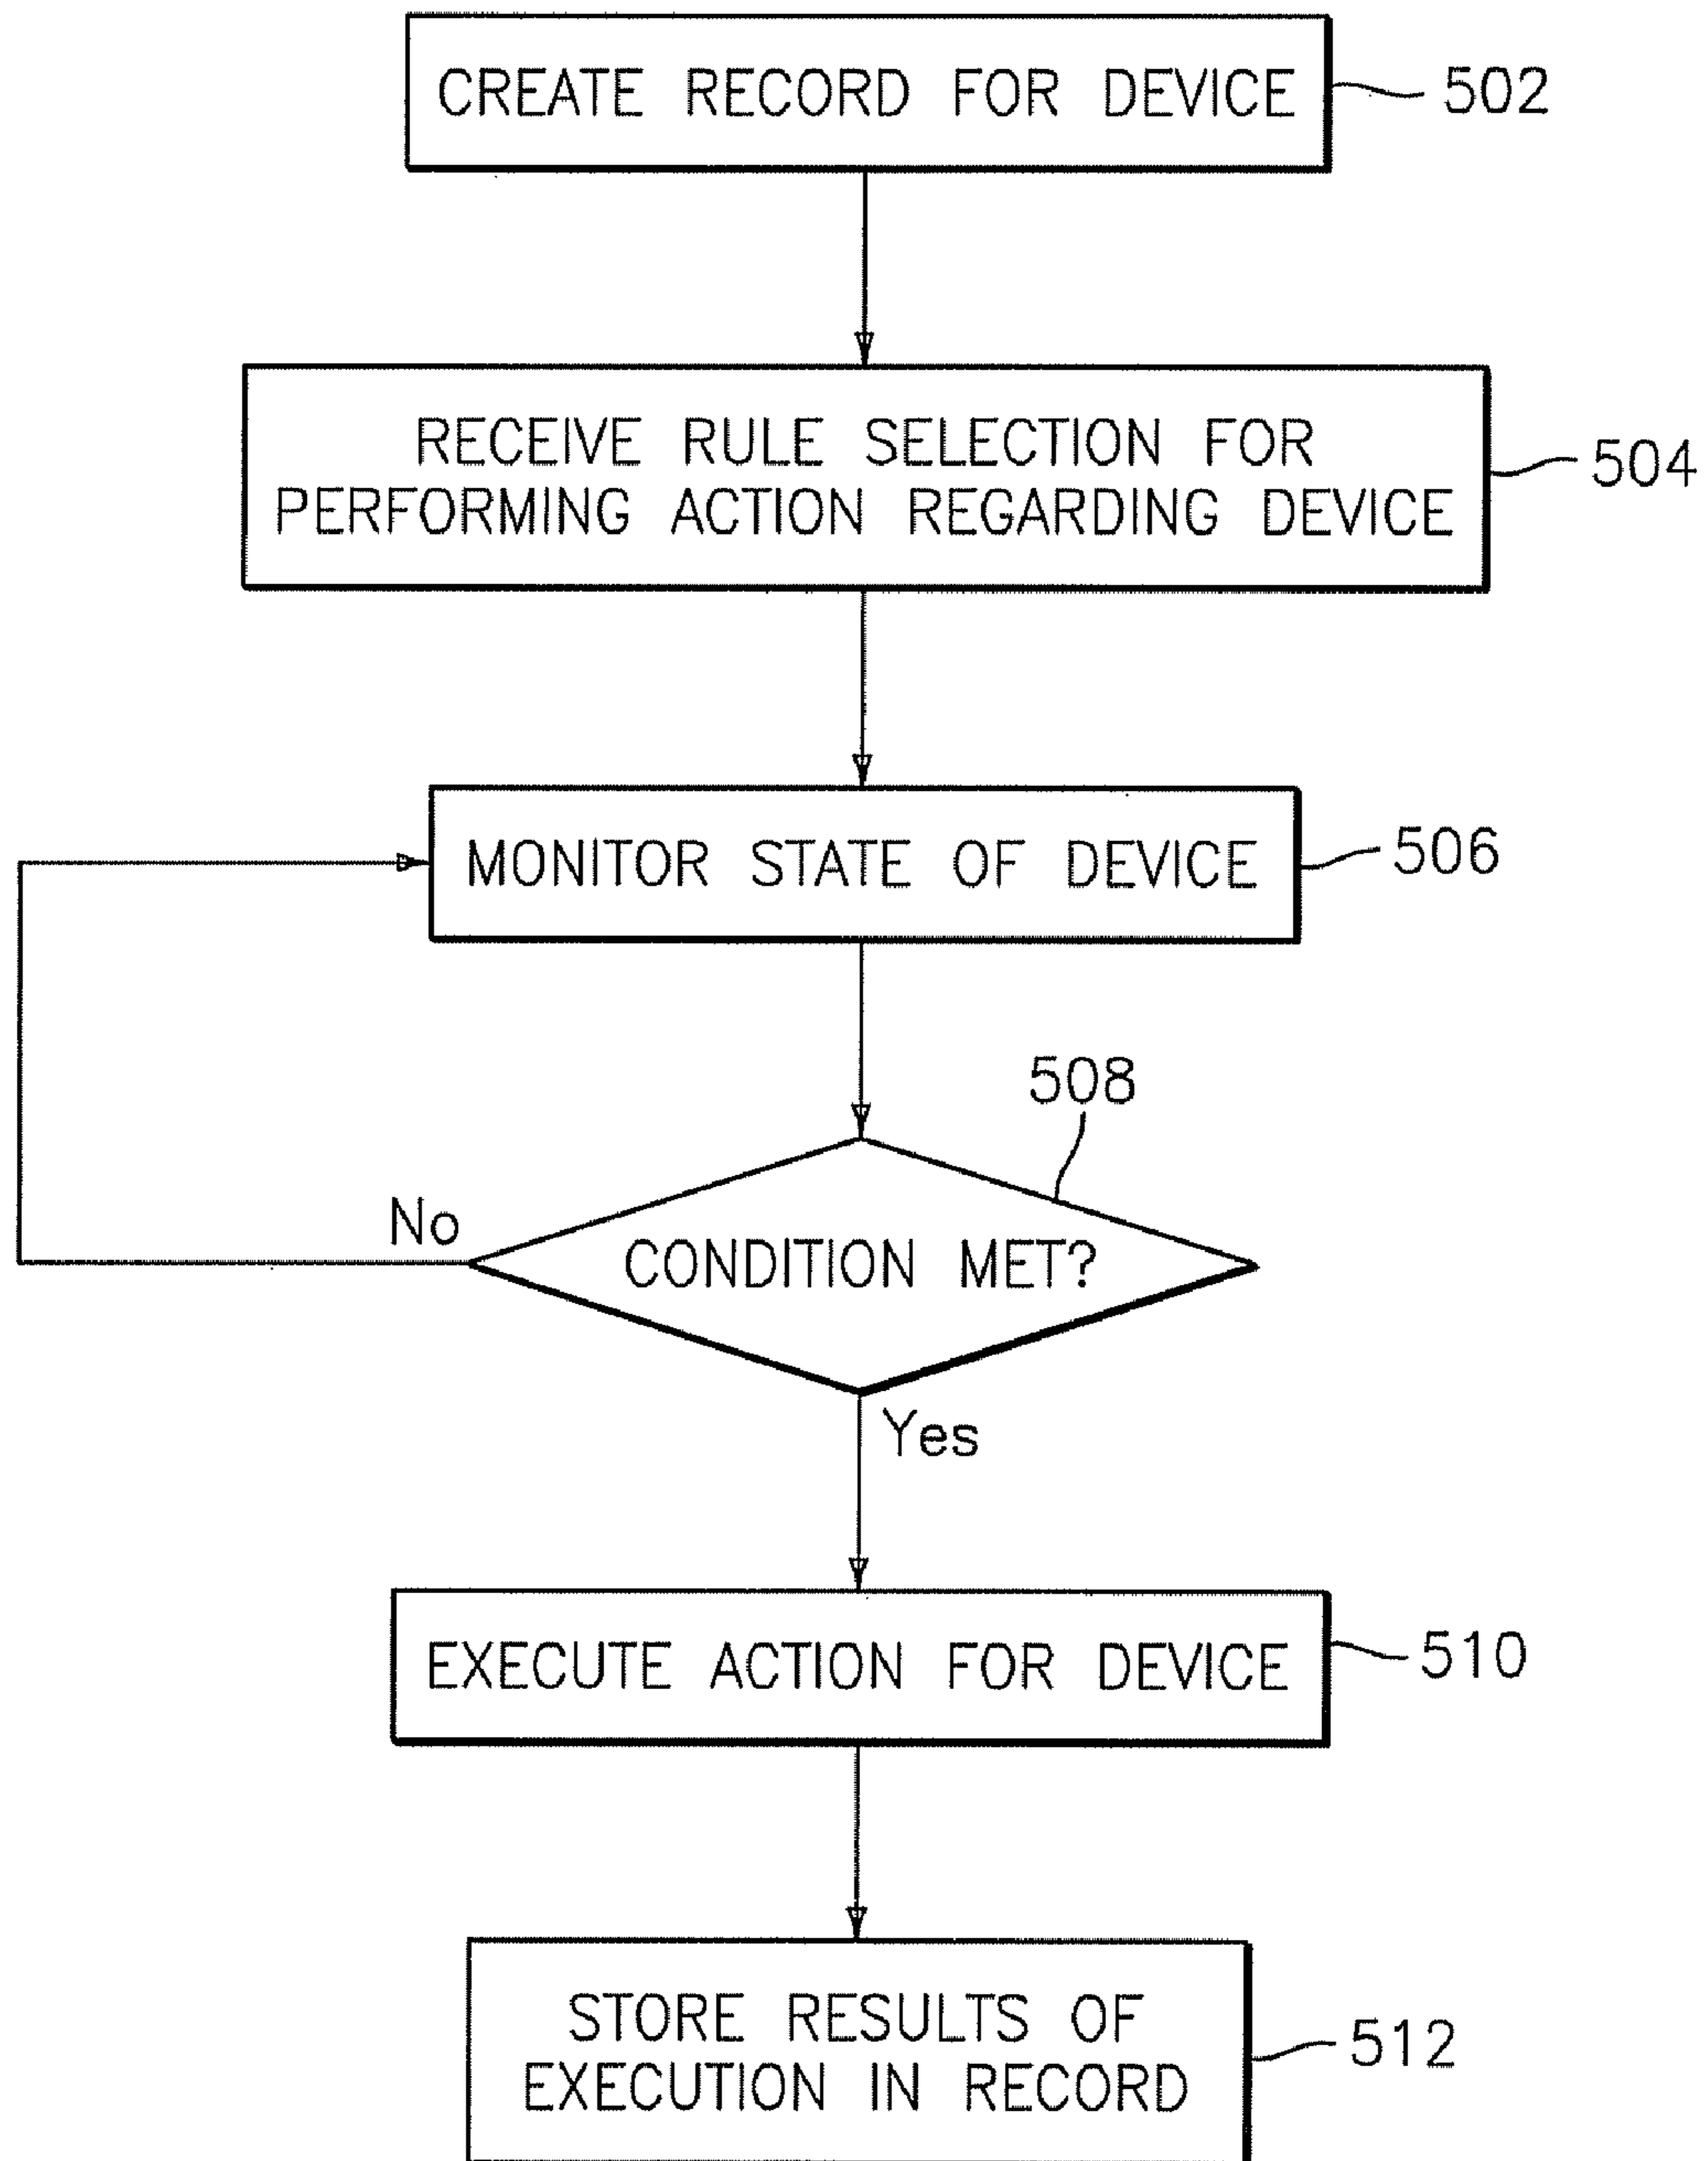 CREATE RECORD FOR DEVICE
502
RECEIVE RULE SELECTION FOR
PERFORMING ACTION REGARDING DEVICE
504
MONITOR STATE OF DEVICE
506
508
No
CONDITION MET?
Yes
EXECUTE ACTION FOR DEVICE
510
STORE RESULTS OF
EXECUTION IN RECORD
512